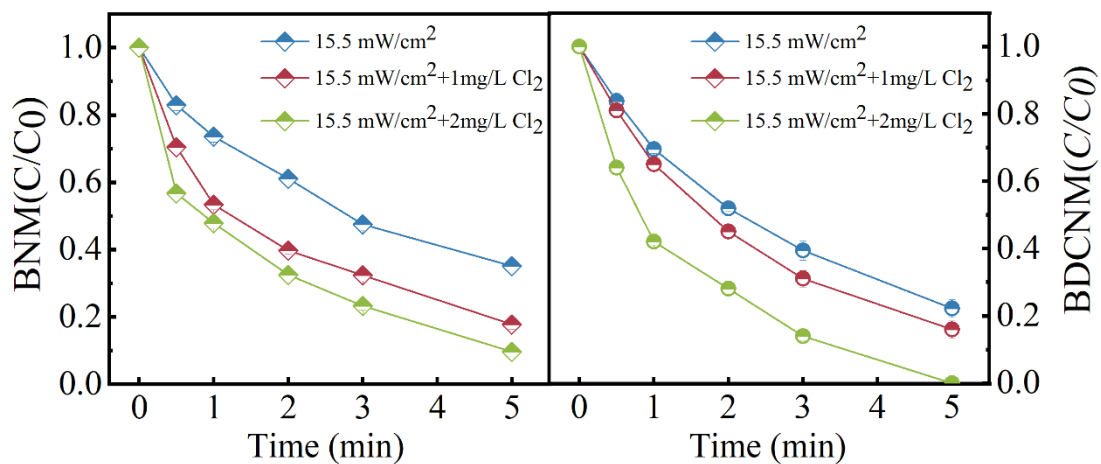 BNM(C/C0)
1.0
0.8
0.6
0.4
0.2
0.0
15.5 mW/cm²
15.5 mW/cm²+1mg/L Cl₂
15.5 mW/cm²+2mg/L Cl₂
0 1 2 3 4 5
Time (min)
15.5 mW/cm²
15.5 mW/cm²+1mg/L Cl₂
15.5 mW/cm²+2mg/L Cl₂
0 1 2 3 4 5
Time (min)
1.0
0.8
0.6
0.4
0.2
0.0
BDCNM(C/C0)